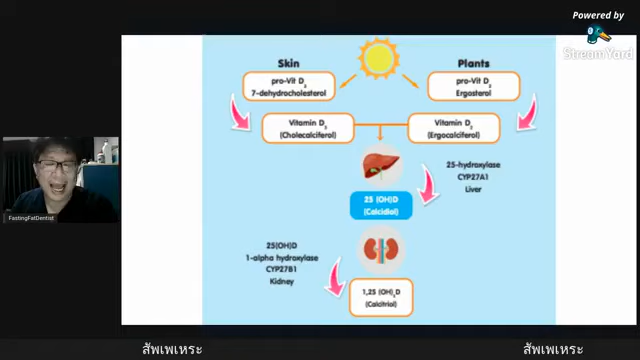 Powered by
StreamYard
Skin
Plants
pro-Vit D3
7-dehydrocholesterol
pro-Vit D2
Ergosterol
Vitamin D3
(Cholecalciferol)
Vitamin D2
(Ergocalciferol)
25-hydroxylase
CYP27A1
Liver
25 (OH)D
(Calcidiol)
25(OH)D
1-alpha hydroxylase
CYP27B1
Kidney
1,25 (OH)2D
(Calcitriol)
FastingFatDentist
สัพเพเหระ
สัพเพเหระ